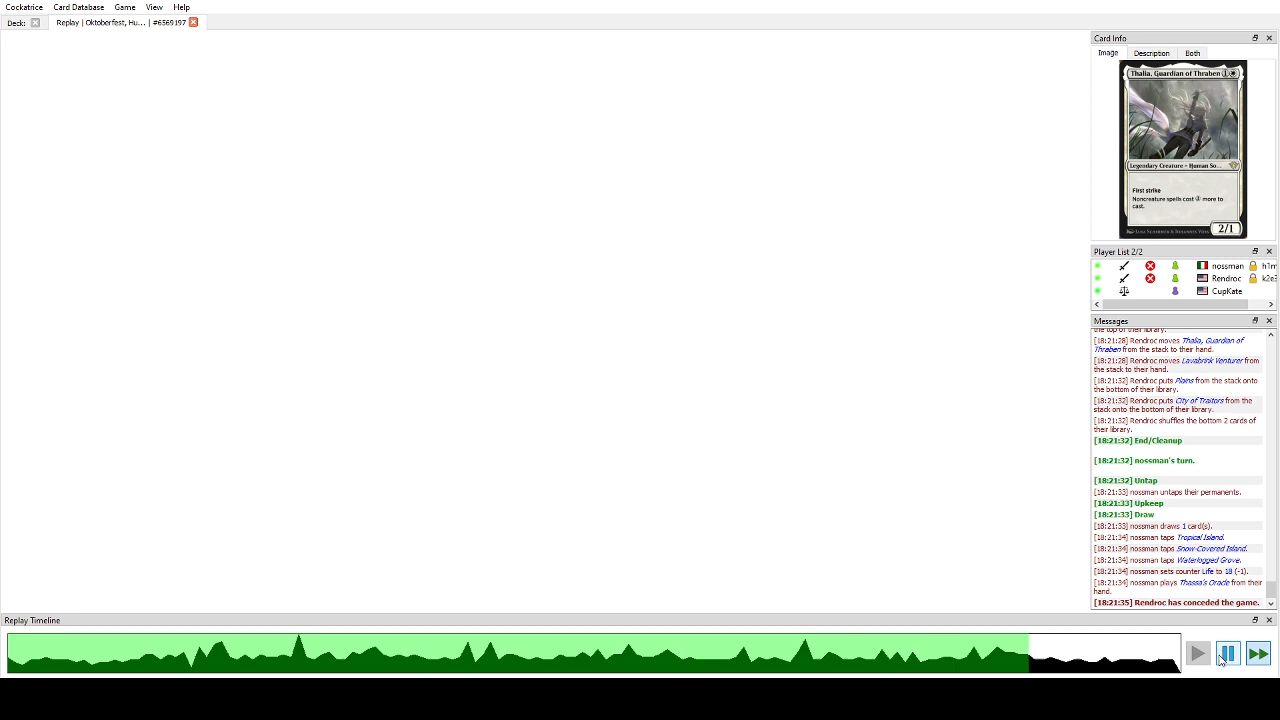 Cockatrice Card Database Game View Help
Deck: Replay | Oktoberfest, Hu... | #6569197
Card Info
Image Description Both
Thalia, Guardian of Thraben 1
Legendary Creature - Human So...
First strike
Noncreature spells cost 1 more to
cast.
2/1
Player List 2/2
nossman h1m
Rendroc k2e3
CupKate
Messages
the top of their library.
[18:21:28] Rendroc moves Thalia, Guardian of
Thraben from the stack to their hand.
[18:21:28] Rendroc moves Lavabrink Venturer from
the stack to their hand.
[18:21:32] Rendroc puts Plains from the stack onto
the bottom of their library.
[18:21:32] Rendroc puts City of Traitors from the
stack onto the bottom of their library.
[18:21:32] Rendroc shuffles the bottom 2 cards of
their library.
[18:21:32] End/Cleanup
[18:21:32] nossman's turn.
[18:21:32] Untap
[18:21:33] nossman untaps their permanents.
[18:21:33] Upkeep
[18:21:33] Draw
[18:21:33] nossman draws 1 card(s).
[18:21:34] nossman taps Tropical Island.
[18:21:34] nossman taps Snow-Covered Island.
[18:21:34] nossman taps Waterlogged Grove.
[18:21:34] nossman sets counter Life to 18 (-1).
[18:21:34] nossman plays Thassa's Oracle from their
hand.
[18:21:35] Rendroc has conceded the game.
Replay Timeline